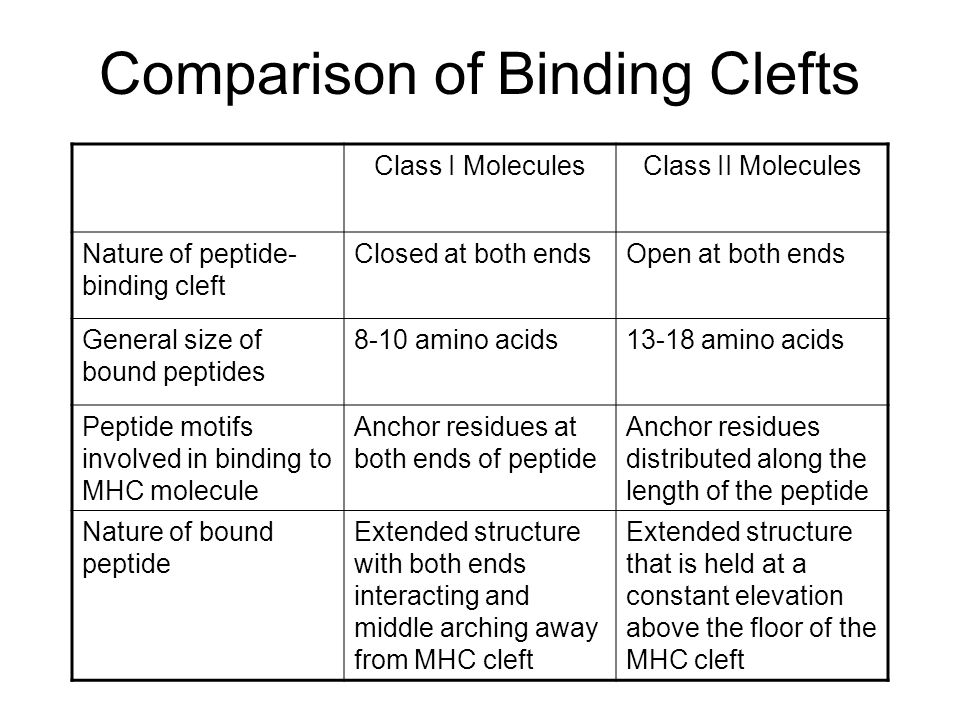 Comparison of Binding Clefts
Class I Molecules
Class II Molecules
Nature of peptide-
binding cleft
Closed at both ends
Open at both ends
General size of
bound peptides
8-10 amino acids
13-18 amino acids
Peptide motifs
involved in binding to
MHC molecule
Anchor residues at
both ends of peptide
Anchor residues
distributed along the
length of the peptide
Nature of bound
peptide
Extended structure
with both ends
interacting and
middle arching away
from MHC cleft
Extended structure
that is held at a
constant elevation
above the floor of the
MHC cleft